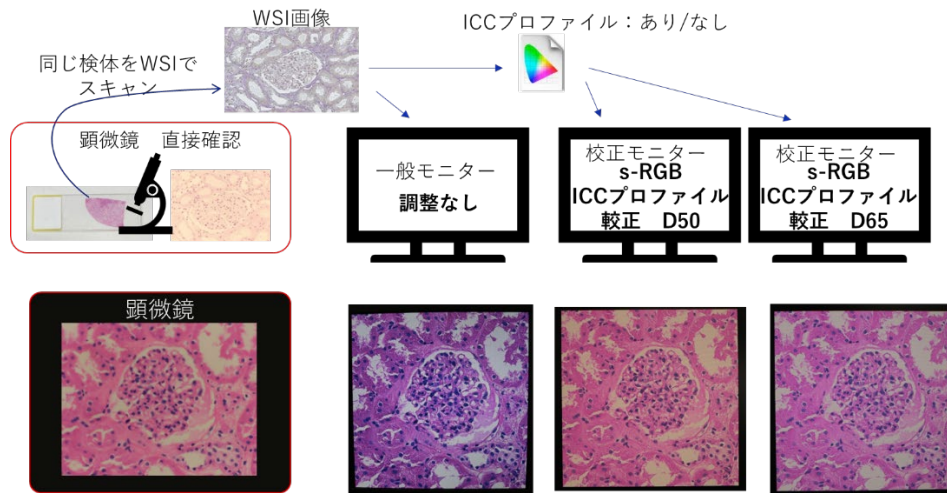 WSI画像
ICCプロファイル：あり/なし
同じ検体をWSIで
スキャン
顕微鏡　直接確認
一般モニター
調整なし
校正モニター
s-RGB
ICCプロファイル
較正　D50
校正モニター
s-RGB
ICCプロファイル
較正　D65
顕微鏡